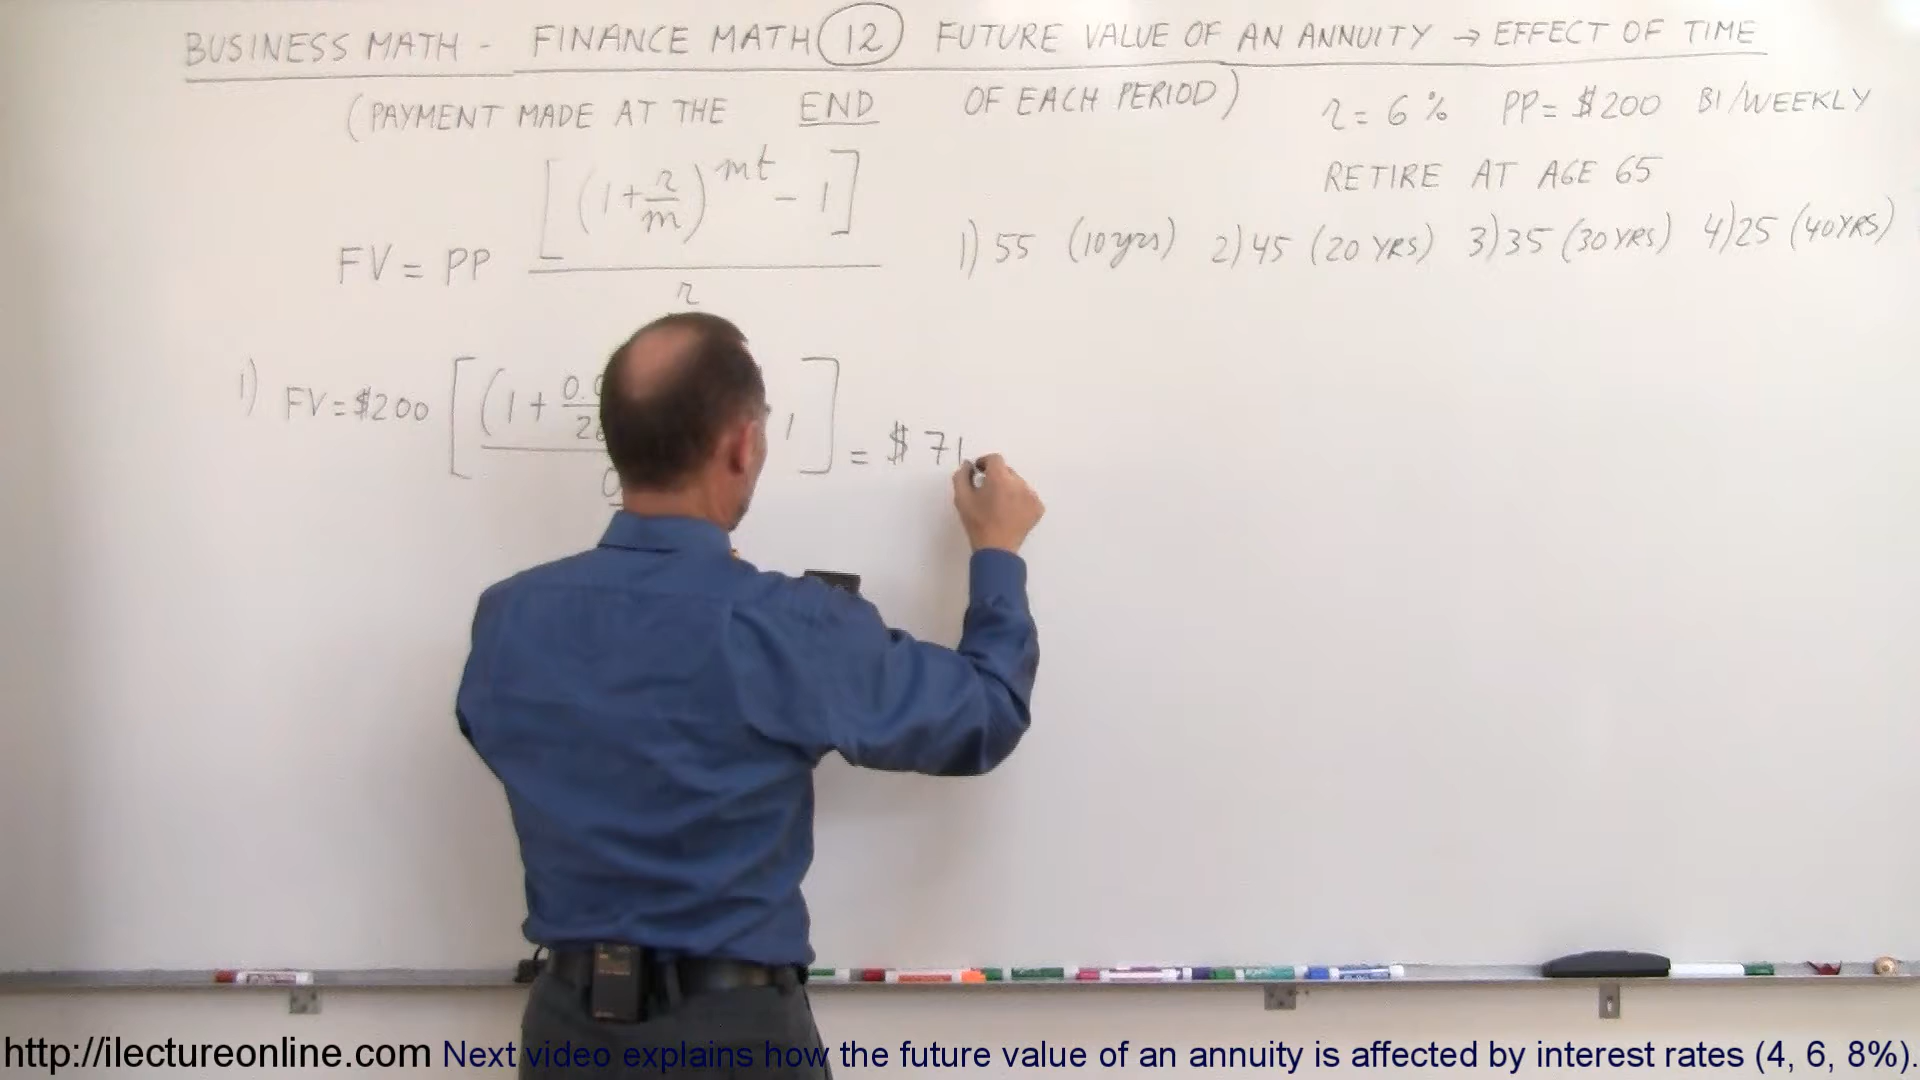 BUSINESS MATH - FINANCE MATH 12 FUTURE VALUE OF AN ANNUITY → EFFECT OF TIME
(PAYMENT MADE AT THE END OF EACH PERIOD)
r = 6% PP = $200 BI/WEEKLY
RETIRE AT AGE 65
1) 55 (10 yrs) 2) 45 (20 YRS) 3) 35 (30 YRS) 4) 25 (40 YRS)
FV = PP [(1 + r/m)^mt - 1] / r
1) FV = $200 [(1 + 0. 1] = $ 71
http://ilectureonline.com Next video explains how the future value of an annuity is affected by interest rates (4, 6, 8%).